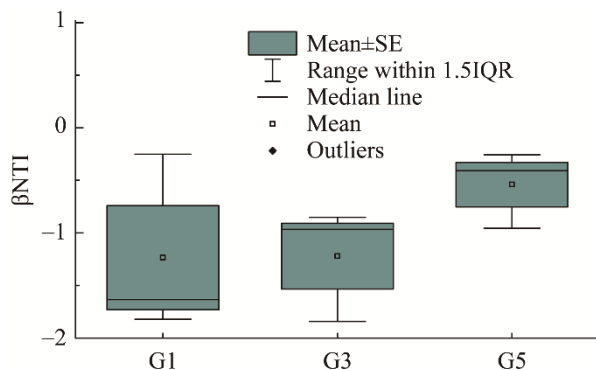 1
Mean±SE
Range within 1.5IQR
Median line
Mean
Outliers
0
βNTI
−1
−2
G1 G3 G5